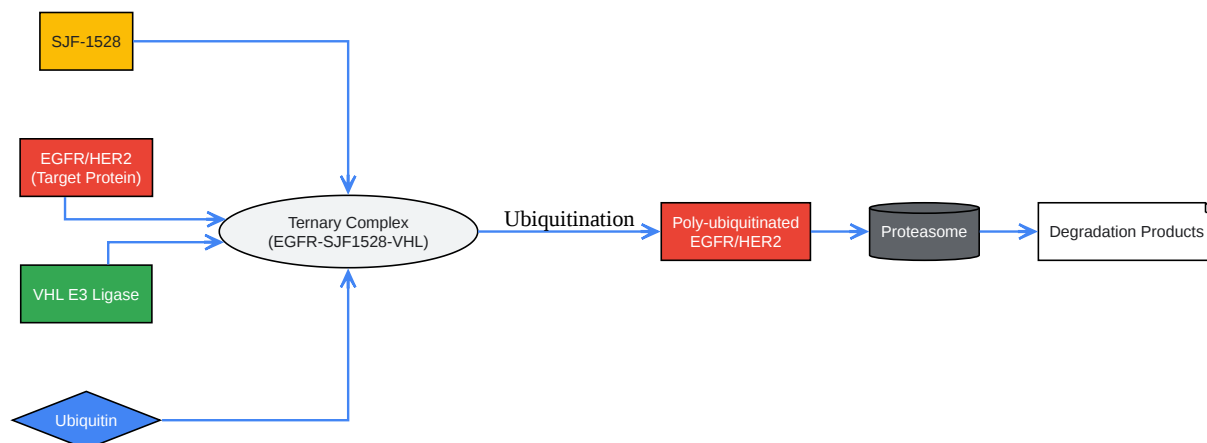 SJF-1528
EGFR/HER2
(Target Protein)
VHL E3 Ligase
Ubiquitin
Ternary Complex
(EGFR-SJF1528-VHL)
Ubiquitination
Poly-ubiquitinated
EGFR/HER2
Proteasome
Degradation Products